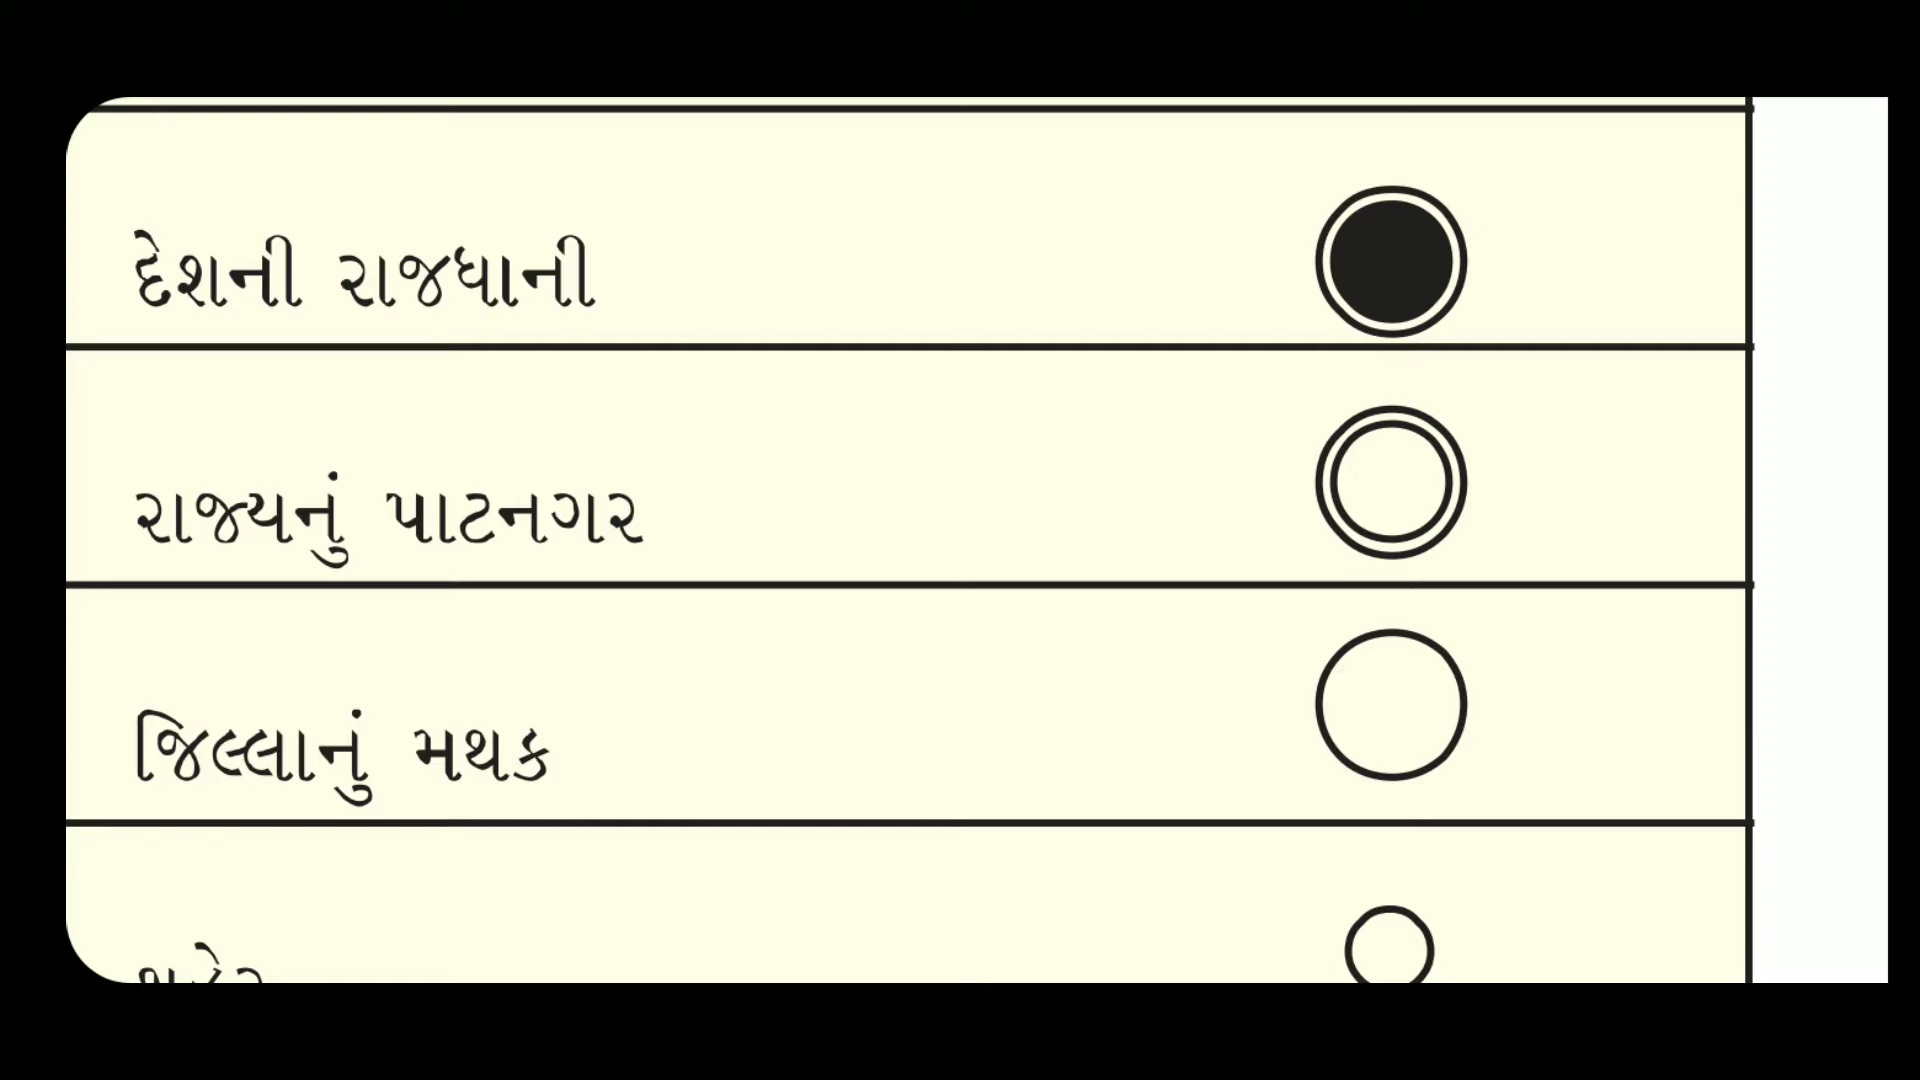 દેશની રાજધાની
રાજ્યનું પાટનગર
જિલ્લાનું મથક